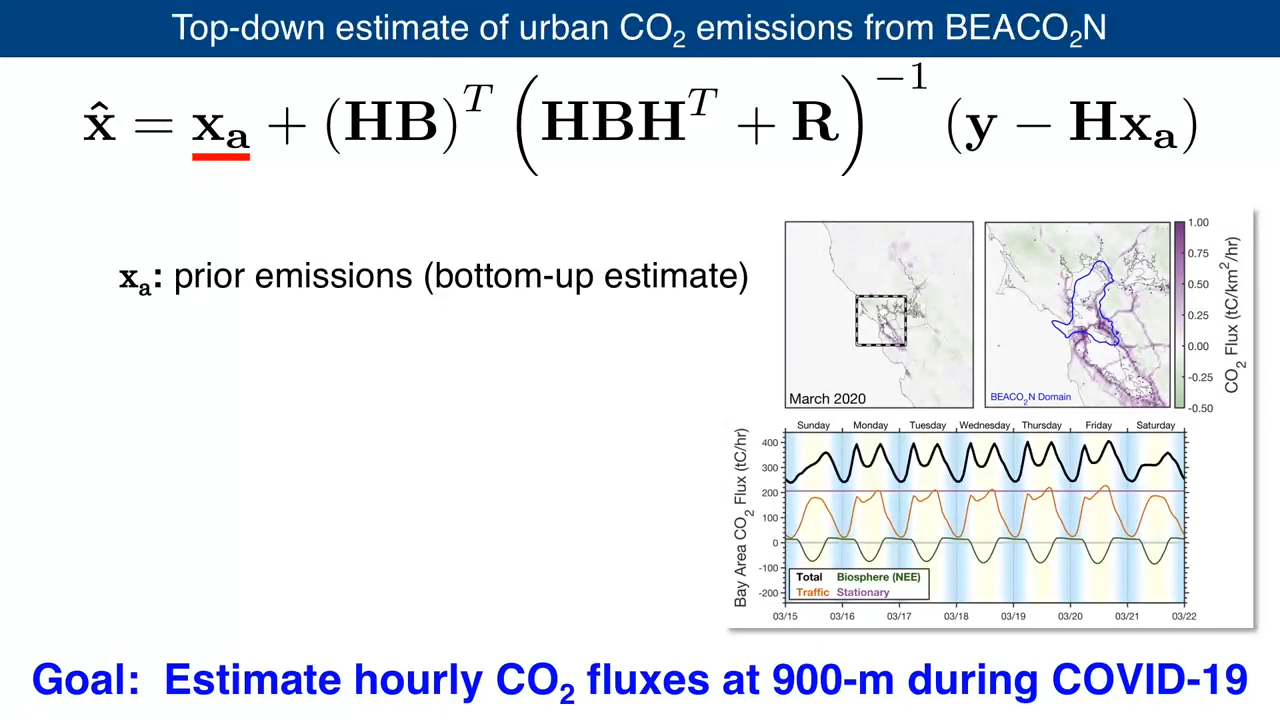 Top-down estimate of urban CO₂ emissions from BEACO₂N
x̂ = xₐ + (HB)ᵀ (HBHᵀ + R)⁻¹ (y − Hxₐ)
xₐ: prior emissions (bottom-up estimate)
March 2020
BEACO₂N Domain
1.00
0.75
0.50
0.25
0.00
-0.25
-0.50
CO₂ Flux (tC/km²/hr)
Sunday Monday Tuesday Wednesday Thursday Friday Saturday
Bay Area CO₂ Flux (tC/hr)
400
300
200
100
0
-100
-200
Total Biosphere (NEE)
Traffic Stationary
03/15 03/16 03/17 03/18 03/19 03/20 03/21 03/22
Goal: Estimate hourly CO₂ fluxes at 900-m during COVID-19